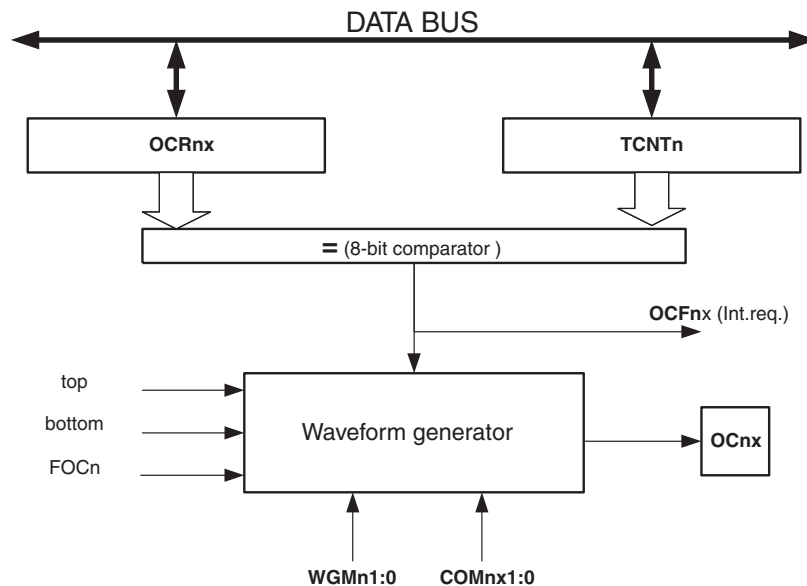 DATA BUS
OCRnx
TCNTn
= (8-bit comparator )
OCFnx (Int.req.)
top
bottom
FOCn
Waveform generator
OCnx
WGMn1:0
COMnx1:0